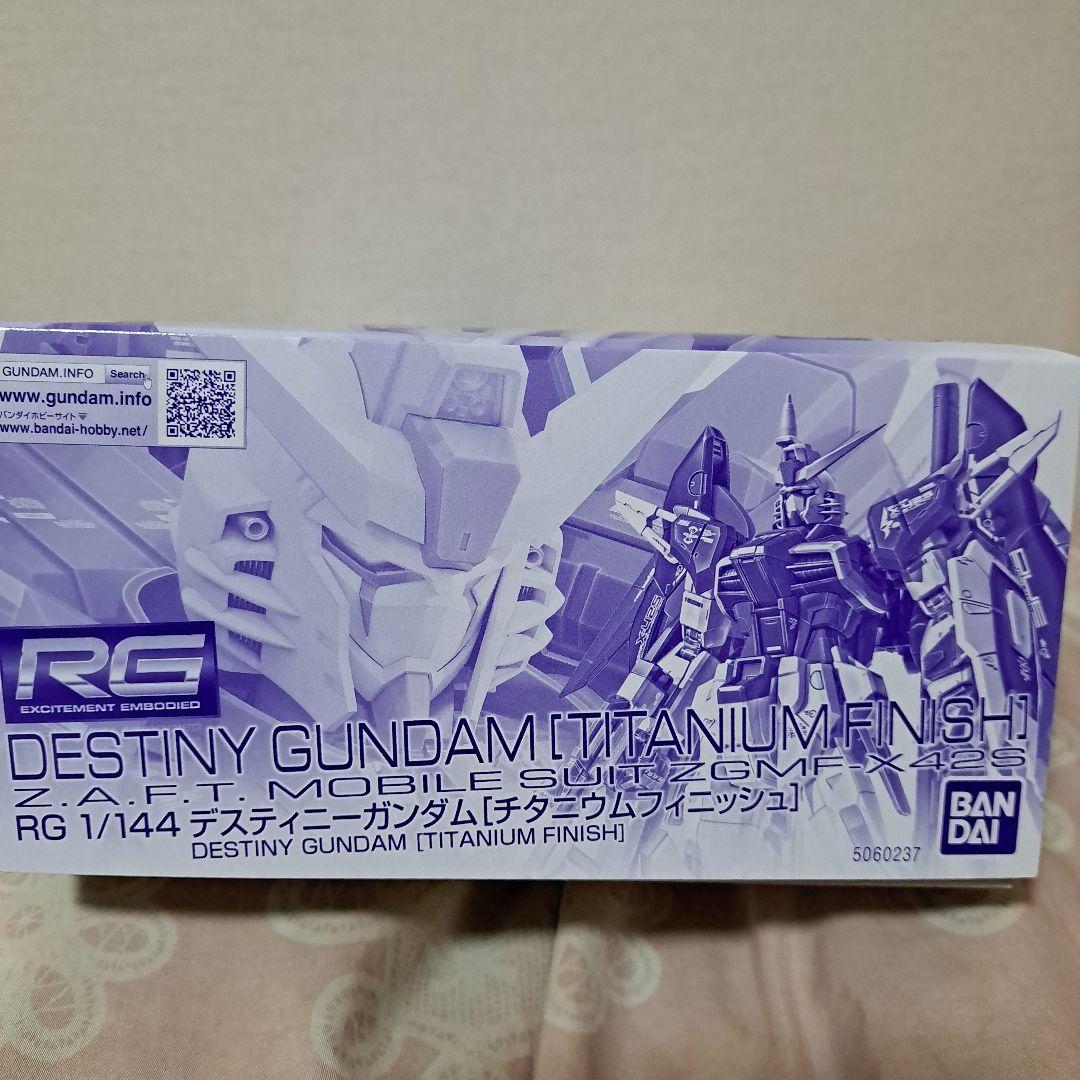 GUNDAM.INFO Search
www.gundam.info
バンダイホビーサイト
www.bandai-hobby.net/
RG
EXCITEMENT EMBODIED
DESTINY GUNDAM [TITANIUM FINISH]
Z.A.F.T. MOBILE SUIT ZGMF-X42S
RG 1/144 デスティニーガンダム[チタニウムフィニッシュ]
DESTINY GUNDAM [TITANIUM FINISH]
5060237
BAN
DAI